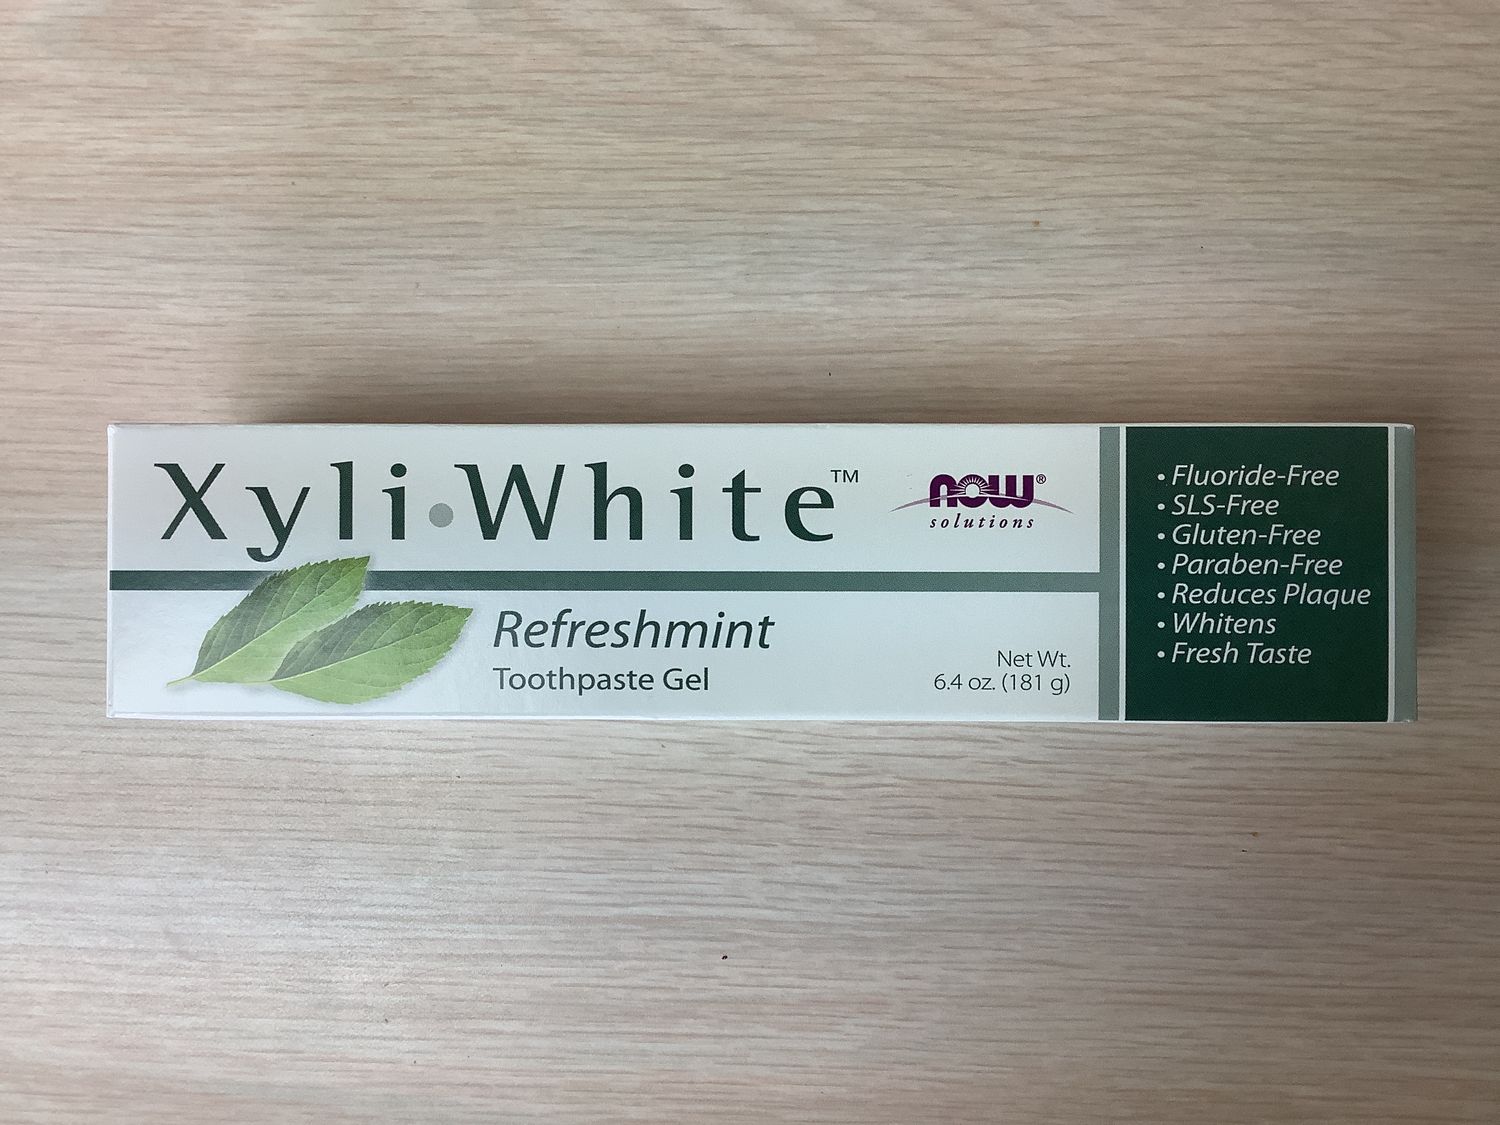 Xyli•White™
NOW®
solutions
Refreshmint
Toothpaste Gel
Net Wt.
6.4 oz. (181 g)
• Fluoride-Free
• SLS-Free
• Gluten-Free
• Paraben-Free
• Reduces Plaque
• Whitens
• Fresh Taste